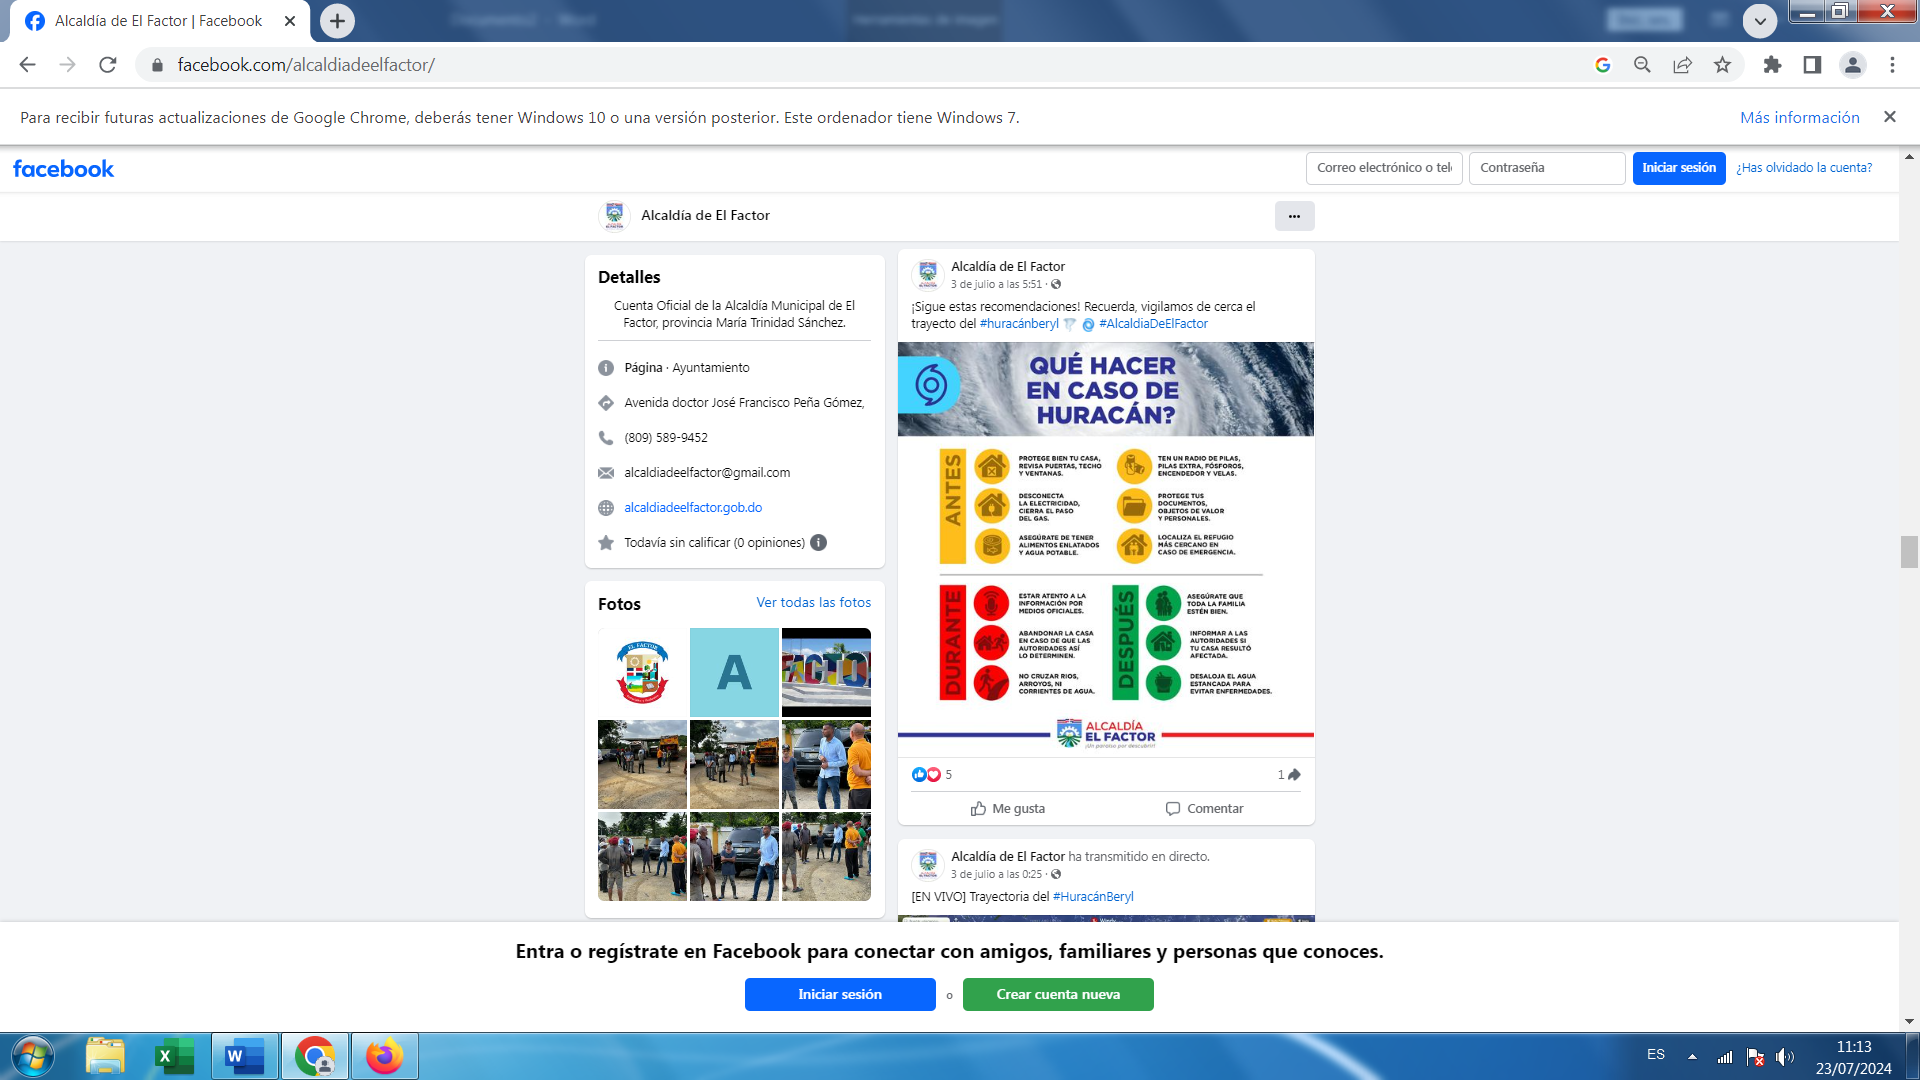 Alcaldía de El Factor | Facebook
facebook.com/alcaldiadeelfactor/
Para recibir futuras actualizaciones de Google Chrome, deberás tener Windows 10 o una versión posterior. Este ordenador tiene Windows 7.
Más información
facebook
Correo electrónico o tel
Contraseña
Iniciar sesión
¿Has olvidado la cuenta?
Alcaldía de El Factor
Detalles
Cuenta Oficial de la Alcaldía Municipal de El
Factor, provincia María Trinidad Sánchez.
Página · Ayuntamiento
Avenida doctor José Francisco Peña Gómez,
(809) 589-9452
alcaldiadeelfactor@gmail.com
alcaldiadeelfactor.gob.do
Todavía sin calificar (0 opiniones)
Fotos
Ver todas las fotos
EL FACTOR
A
FACTO
Alcaldía de El Factor
3 de julio a las 5:51 ·
¡Sigue estas recomendaciones! Recuerda, vigilamos de cerca el
trayecto del #huracánberyl #AlcaldiaDeElFactor
QUÉ HACER
EN CASO DE
HURACÁN?
ANTES
PROTEGE BIEN TU CASA,
REVISA PUERTAS, TECHO
Y VENTANAS.
DESCONECTA
LA ELECTRICIDAD,
CIERRA EL PASO
DEL GAS.
ASEGÚRATE DE TENER
ALIMENTOS ENLATADOS
Y AGUA POTABLE.
TEN UN RADIO DE PILAS,
PILAS EXTRA, FÓSFOROS,
ENCENDEDOR Y VELAS.
PROTEGE TUS
DOCUMENTOS,
OBJETOS DE VALOR
Y PERSONALES.
LOCALIZA EL REFUGIO
MÁS CERCANO EN
CASO DE EMERGENCIA.
DURANTE
ESTAR ATENTO A LA
INFORMACIÓN POR
MEDIOS OFICIALES.
ABANDONAR LA CASA
EN CASO DE QUE LAS
AUTORIDADES ASÍ
LO DETERMINEN.
NO CRUZAR RIOS,
ARROYOS, NI
CORRIENTES DE AGUA.
DESPUÉS
ASEGÚRATE QUE
TODA LA FAMILIA
ESTÉN BIEN.
INFORMAR A LAS
AUTORIDADES SI
TU CASA RESULTÓ
AFECTADA.
DESALOJA EL AGUA
ESTANCADA PARA
EVITAR ENFERMEDADES.
ALCALDÍA
EL FACTOR
¡Un paraíso por descubrir!
5
1
Me gusta
Comentar
Alcaldía de El Factor ha transmitido en directo.
3 de julio a las 0:25 ·
[EN VIVO] Trayectoria del #HuracánBeryl
Entra o regístrate en Facebook para conectar con amigos, familiares y personas que conoces.
Iniciar sesión
o
Crear cuenta nueva
ES
11:13
23/07/2024